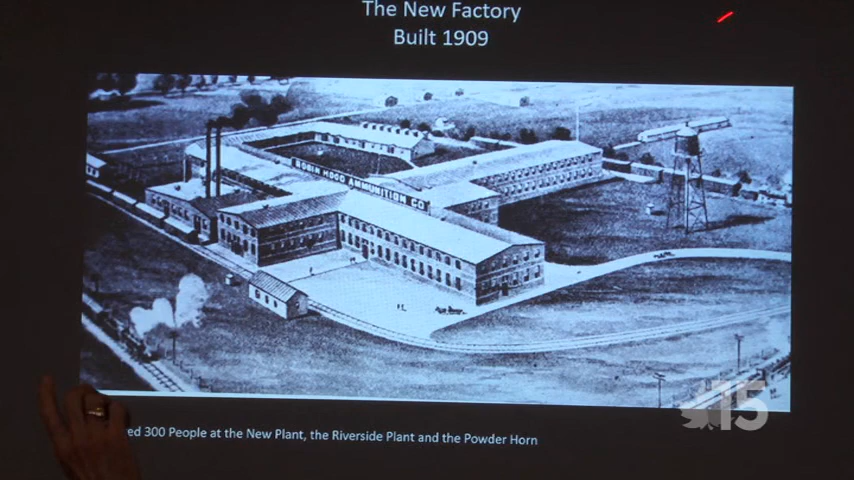 The New Factory
Built 1909
ROBIN HOOD AMMUNITION CO
15
ed 300 People at the New Plant, the Riverside Plant and the Powder Horn